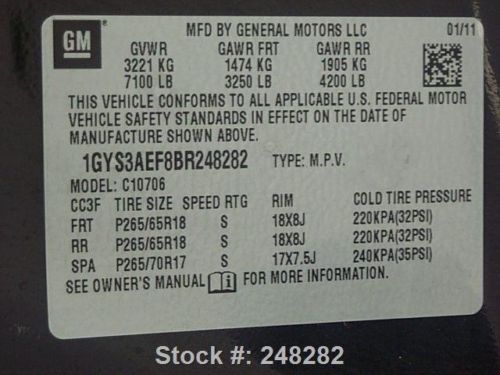 GM
MFD BY GENERAL MOTORS LLC 01/11
GVWR GAWR FRT GAWR RR
3221 KG 1474 KG 1905 KG
7100 LB 3250 LB 4200 LB
THIS VEHICLE CONFORMS TO ALL APPLICABLE U.S. FEDERAL MOTOR
VEHICLE SAFETY STANDARDS IN EFFECT ON THE DATE OF
MANUFACTURE SHOWN ABOVE.
1GYS3AEF8BR248282 TYPE: M.P.V.
MODEL: C10706
CC3F TIRE SIZE SPEED RTG RIM COLD TIRE PRESSURE
FRT P265/65R18 S 18X8J 220KPA(32PSI)
RR P265/65R18 S 18X8J 220KPA(32PSI)
SPA P265/70R17 S 17X7.5J 240KPA(35PSI)
SEE OWNER'S MANUAL FOR MORE INFORMATION.
Stock #: 248282